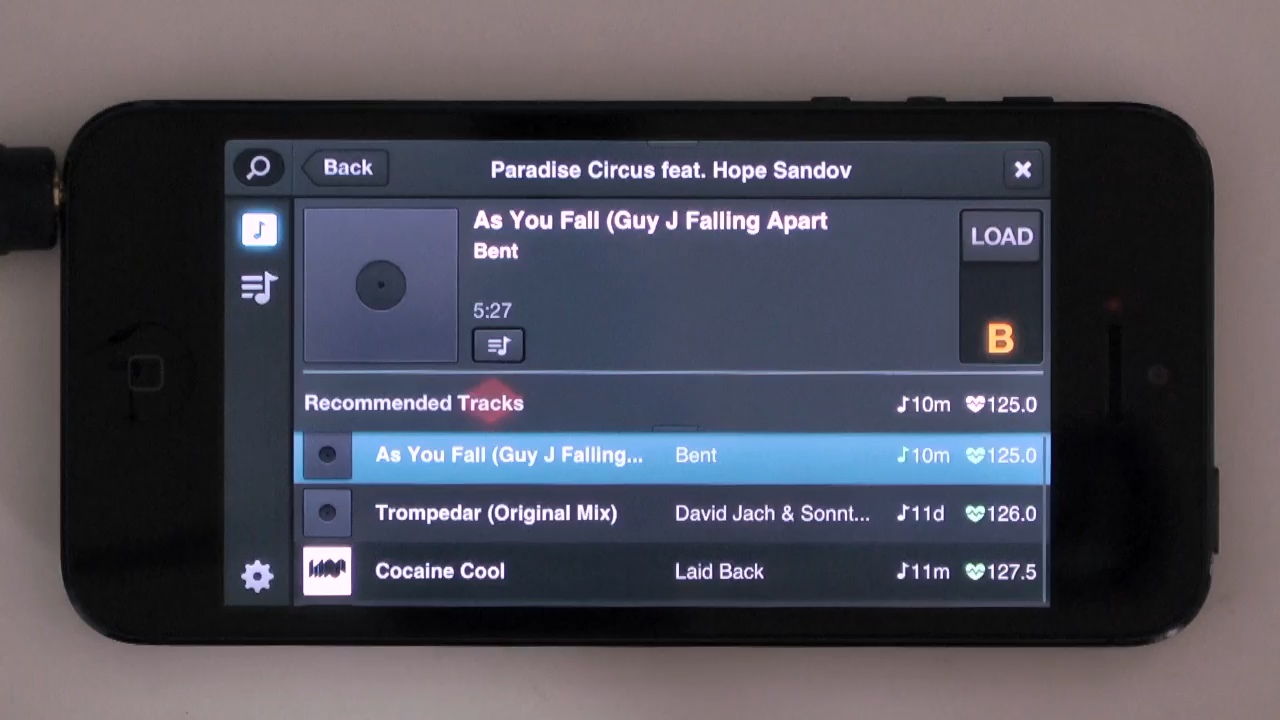 Back
Paradise Circus feat. Hope Sandov
As You Fall (Guy J Falling Apart
Bent
5:27
LOAD
B
Recommended Tracks 10m 125.0
As You Fall (Guy J Falling... Bent 10m 125.0
Trompedar (Original Mix) David Jach & Sonnt... 11d 126.0
Cocaine Cool Laid Back 11m 127.5